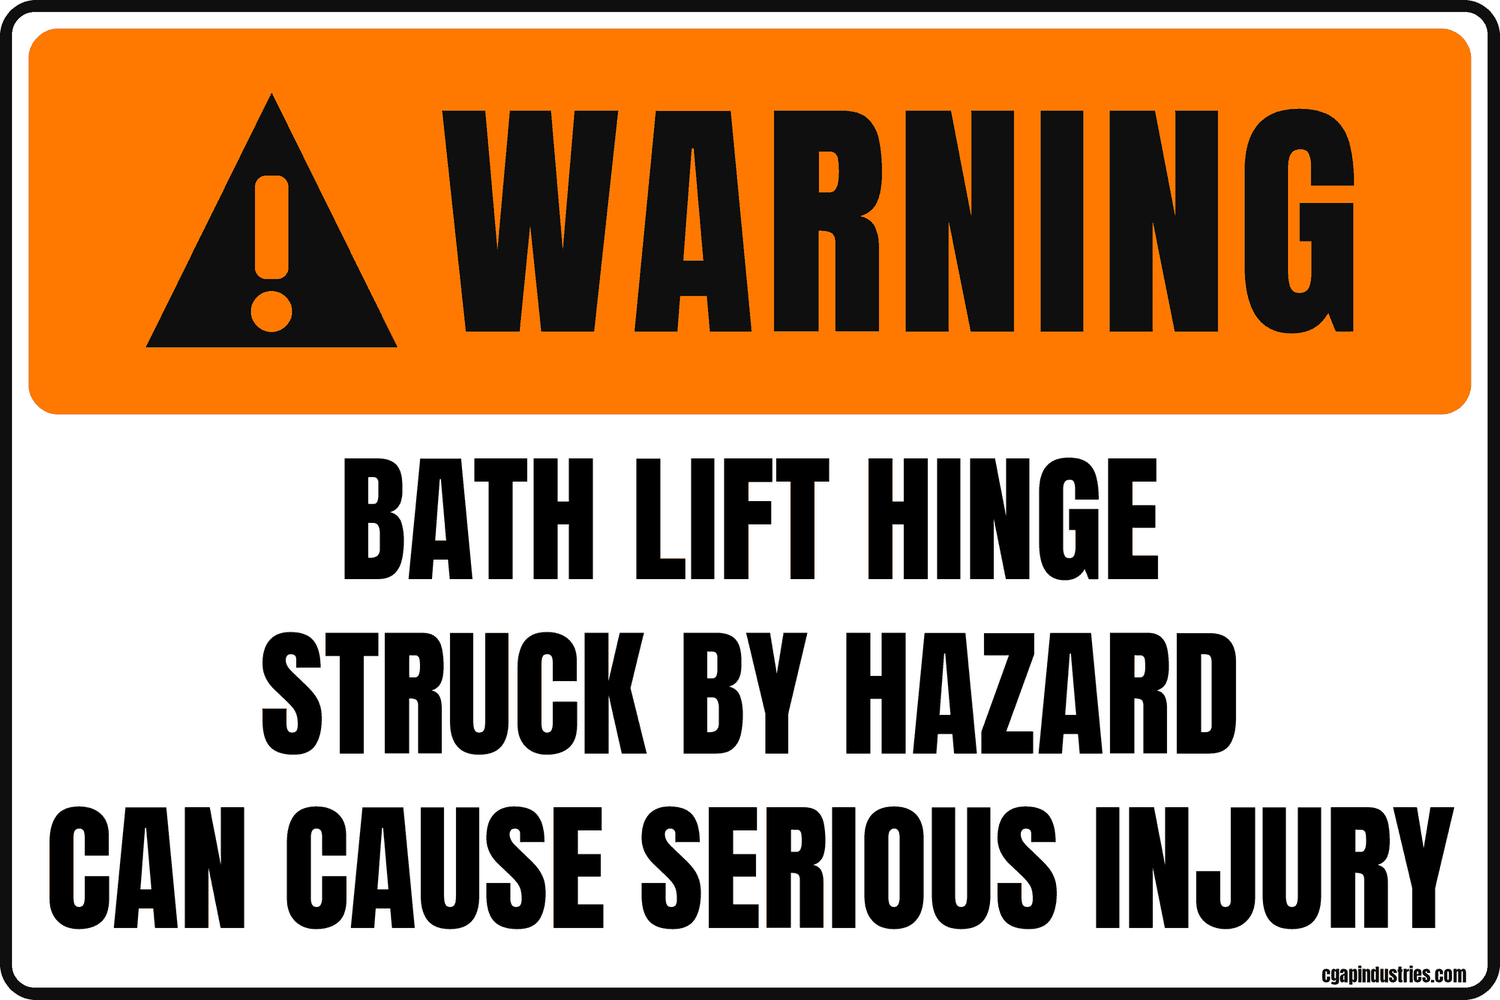 WARNING
BATH LIFT HINGE
STRUCK BY HAZARD
CAN CAUSE SERIOUS INJURY
cgapindustries.com